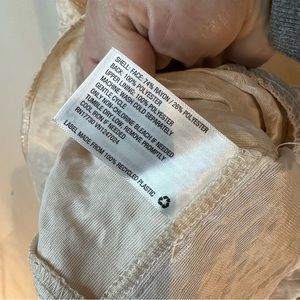 SHELL: FACE: 74% RAYON / 26% POLYESTER
BACK: 100% POLYESTER
UPPER LINING: 100% POLYESTER
MACHINE WASH COLD SEPARATELY
GENTLE CYCLE
ONLY NON-CHLORINE BLEACH IF NEEDED
TUMBLE DRY LOW. REMOVE PROMPTLY.
COOL IRON IF NEEDED
LABEL MADE FROM 100% RECYCLED PLASTIC